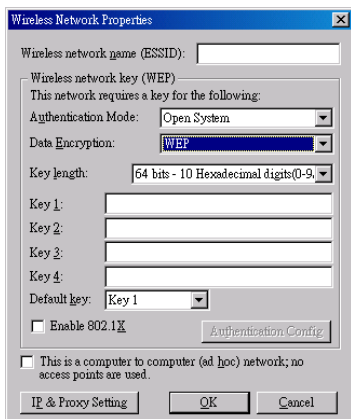 Wireless Network Properties
Wireless network name (ESSID):
Wireless network key (WEP)
This network requires a key for the following:
Authentication Mode: Open System
Data Encryption: WEP
Key length: 64 bits - 10 Hexadecimal digits(0-9,
Key 1:
Key 2:
Key 3:
Key 4:
Default key: Key 1
Enable 802.1X
Authentication Config
This is a computer to computer (ad hoc) network; no
access points are used.
IP & Proxy Setting OK Cancel